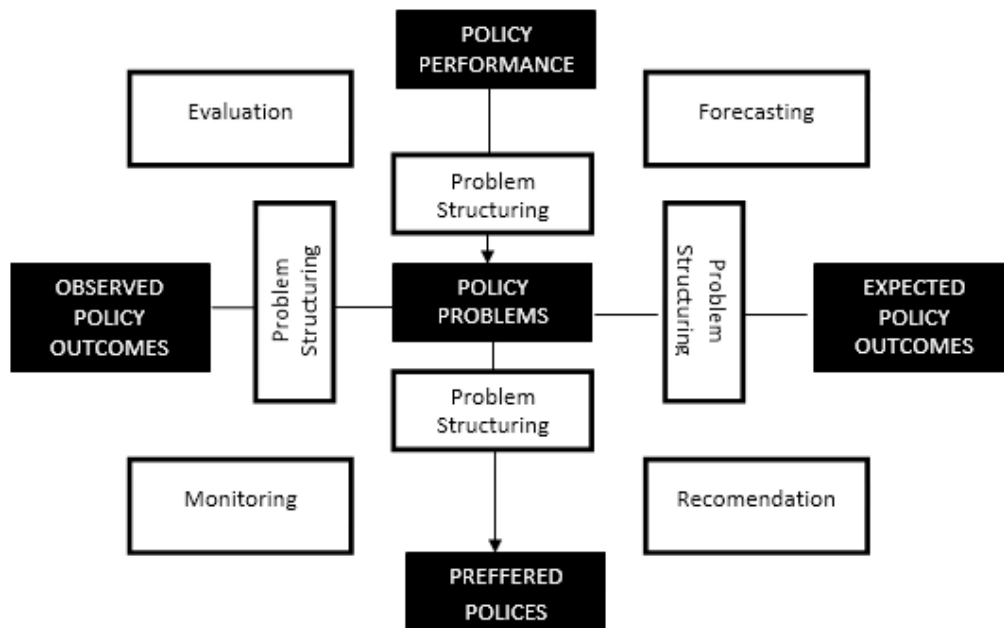 POLICY
PERFORMANCE
Evaluation
Forecasting
Problem
Structuring
OBSERVED
POLICY
OUTCOMES
Problem
Structuring
POLICY
PROBLEMS
Problem
Structuring
EXPECTED
POLICY
OUTCOMES
Problem
Structuring
Monitoring
Recomendation
PREFFERED
POLICES